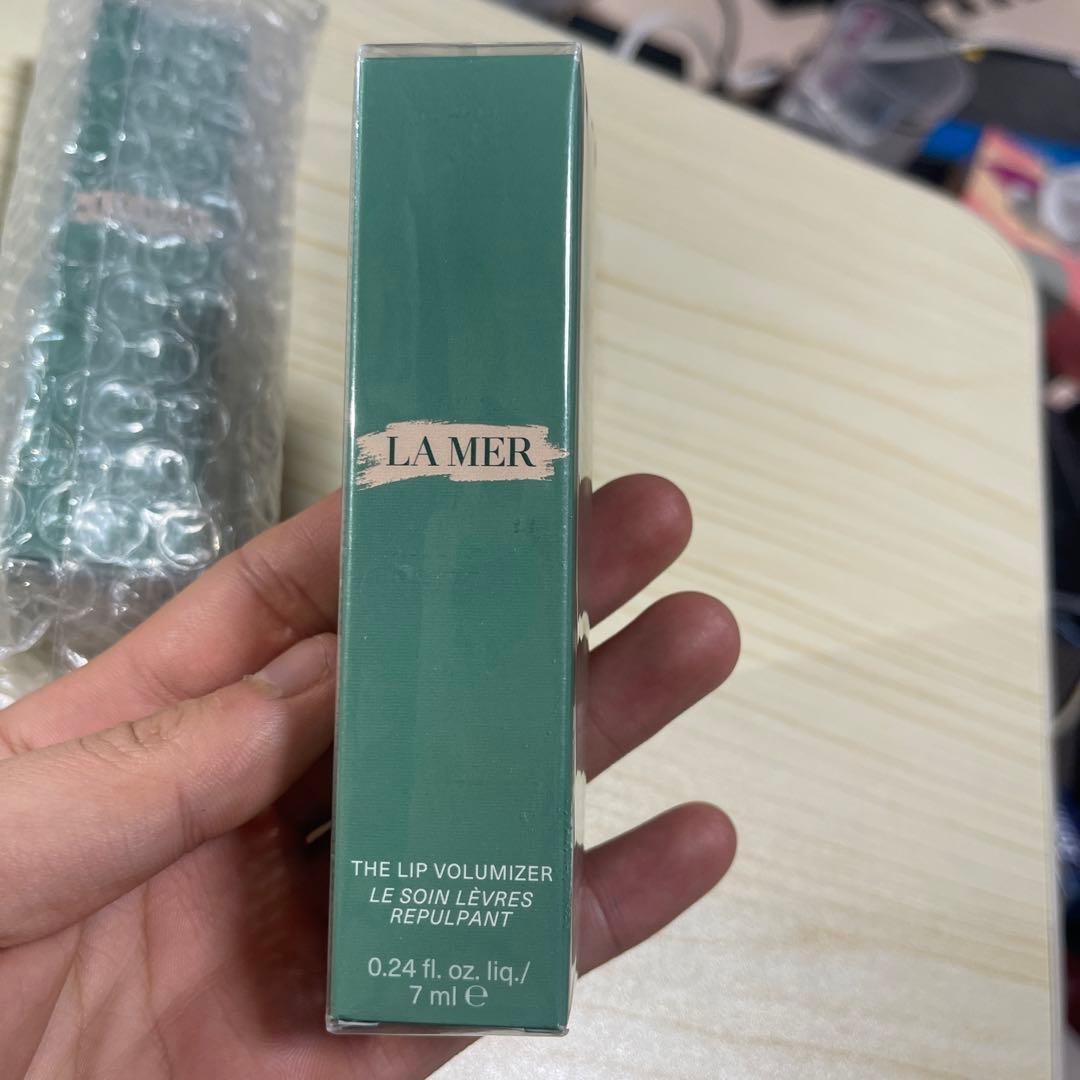 LA MER
THE LIP VOLUMIZER
LE SOIN LÈVRES
REPULPANT
0.24 fl. oz. liq./
7 ml ℮